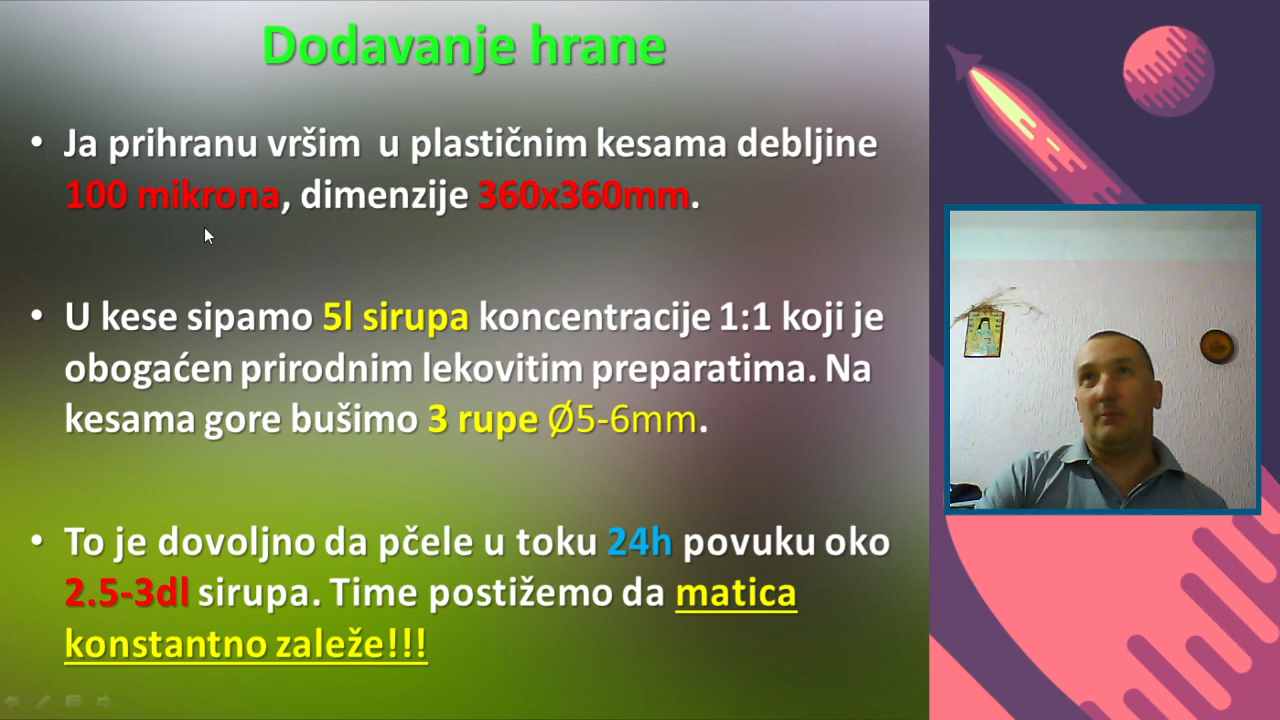 Dodavanje hrane
• Ja prihranu vršim u plastičnim kesama debljine
100 mikrona, dimenzije 360x360mm.
• U kese sipamo 5l sirupa koncentracije 1:1 koji je
obogaćen prirodnim lekovitim preparatima. Na
kesama gore bušimo 3 rupe Ø5-6mm.
• To je dovoljno da pčele u toku 24h povuku oko
2.5-3dl sirupa. Time postižemo da matica
konstantno zaleže!!!